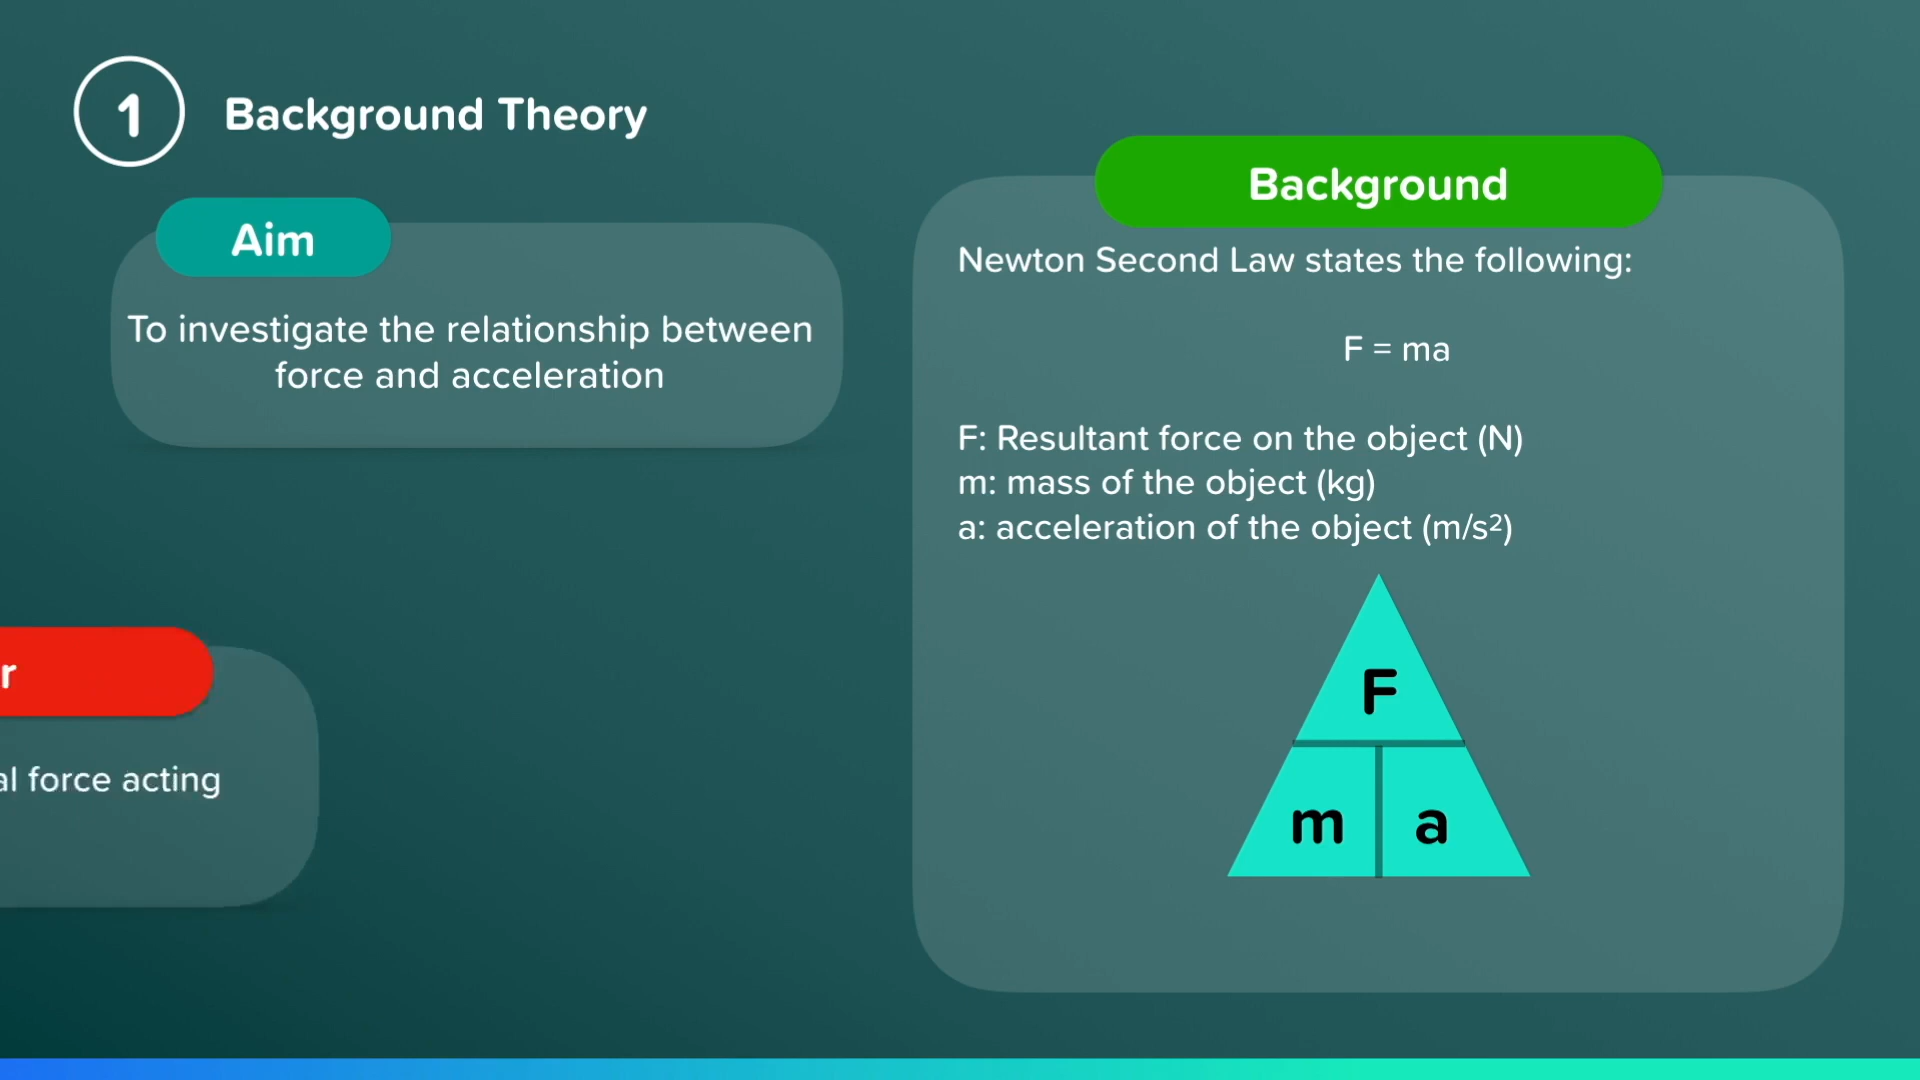 1
Background Theory
Aim
To investigate the relationship between
force and acceleration
r
al force acting
Background
Newton Second Law states the following:
F = ma
F: Resultant force on the object (N)
m: mass of the object (kg)
a: acceleration of the object (m/s²)
F
m a